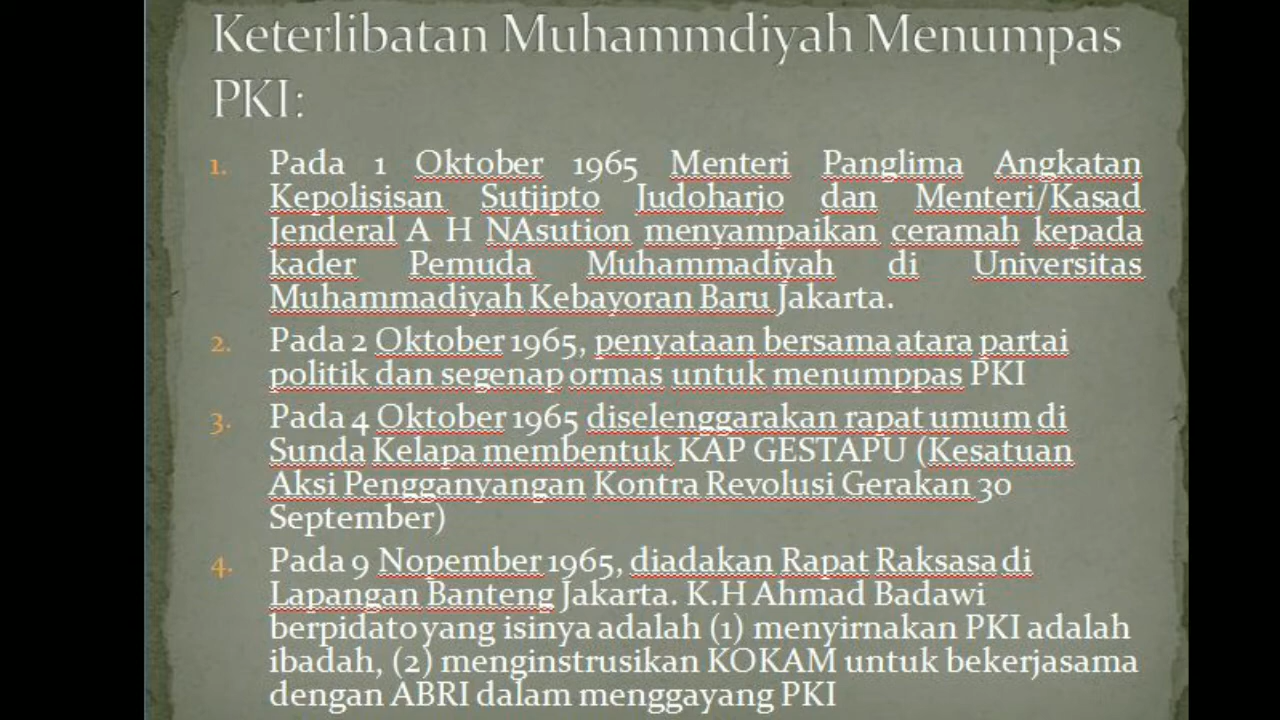 Keterlibatan Muhammdiyah Menumpas
PKI:
1. Pada 1 Oktober 1965 Menteri Panglima Angkatan
Kepolisisan Sutjipto Judoharjo dan Menteri/Kasad
Jenderal A H NAsution menyampaikan ceramah kepada
kader Pemuda Muhammadiyah di Universitas
Muhammadiyah Kebayoran Baru Jakarta.
2. Pada 2 Oktober 1965, penyataan bersama atara partai
politik dan segenap ormas untuk menumppas PKI
3. Pada 4 Oktober 1965 diselenggarakan rapat umum di
Sunda Kelapa membentuk KAP GESTAPU (Kesatuan
Aksi Pengganyangan Kontra Revolusi Gerakan 30
September)
4. Pada 9 Nopember 1965, diadakan Rapat Raksasa di
Lapangan Banteng Jakarta. K.H Ahmad Badawi
berpidato yang isinya adalah (1) menyirnakan PKI adalah
ibadah, (2) menginstrusikan KOKAM untuk bekerjasama
dengan ABRI dalam menggayang PKI